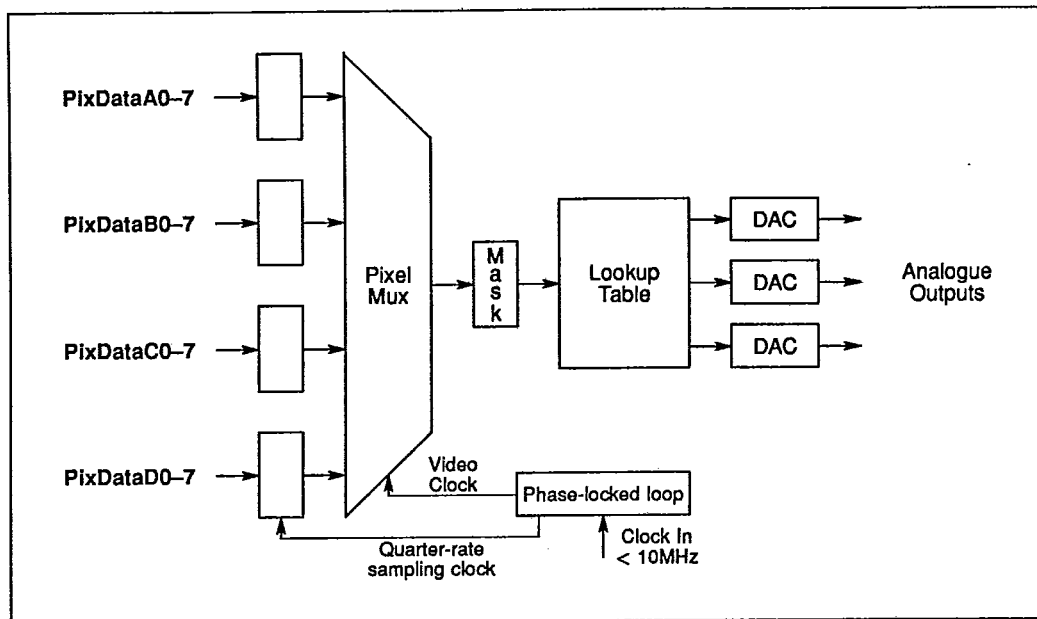 PixDataA0–7
PixDataB0–7
PixDataC0–7
PixDataD0–7
Pixel
Mux
Mask
Lookup
Table
DAC
DAC
DAC
Analogue
Outputs
Video
Clock
Phase-locked loop
Clock In
< 10MHz
Quarter-rate
sampling clock